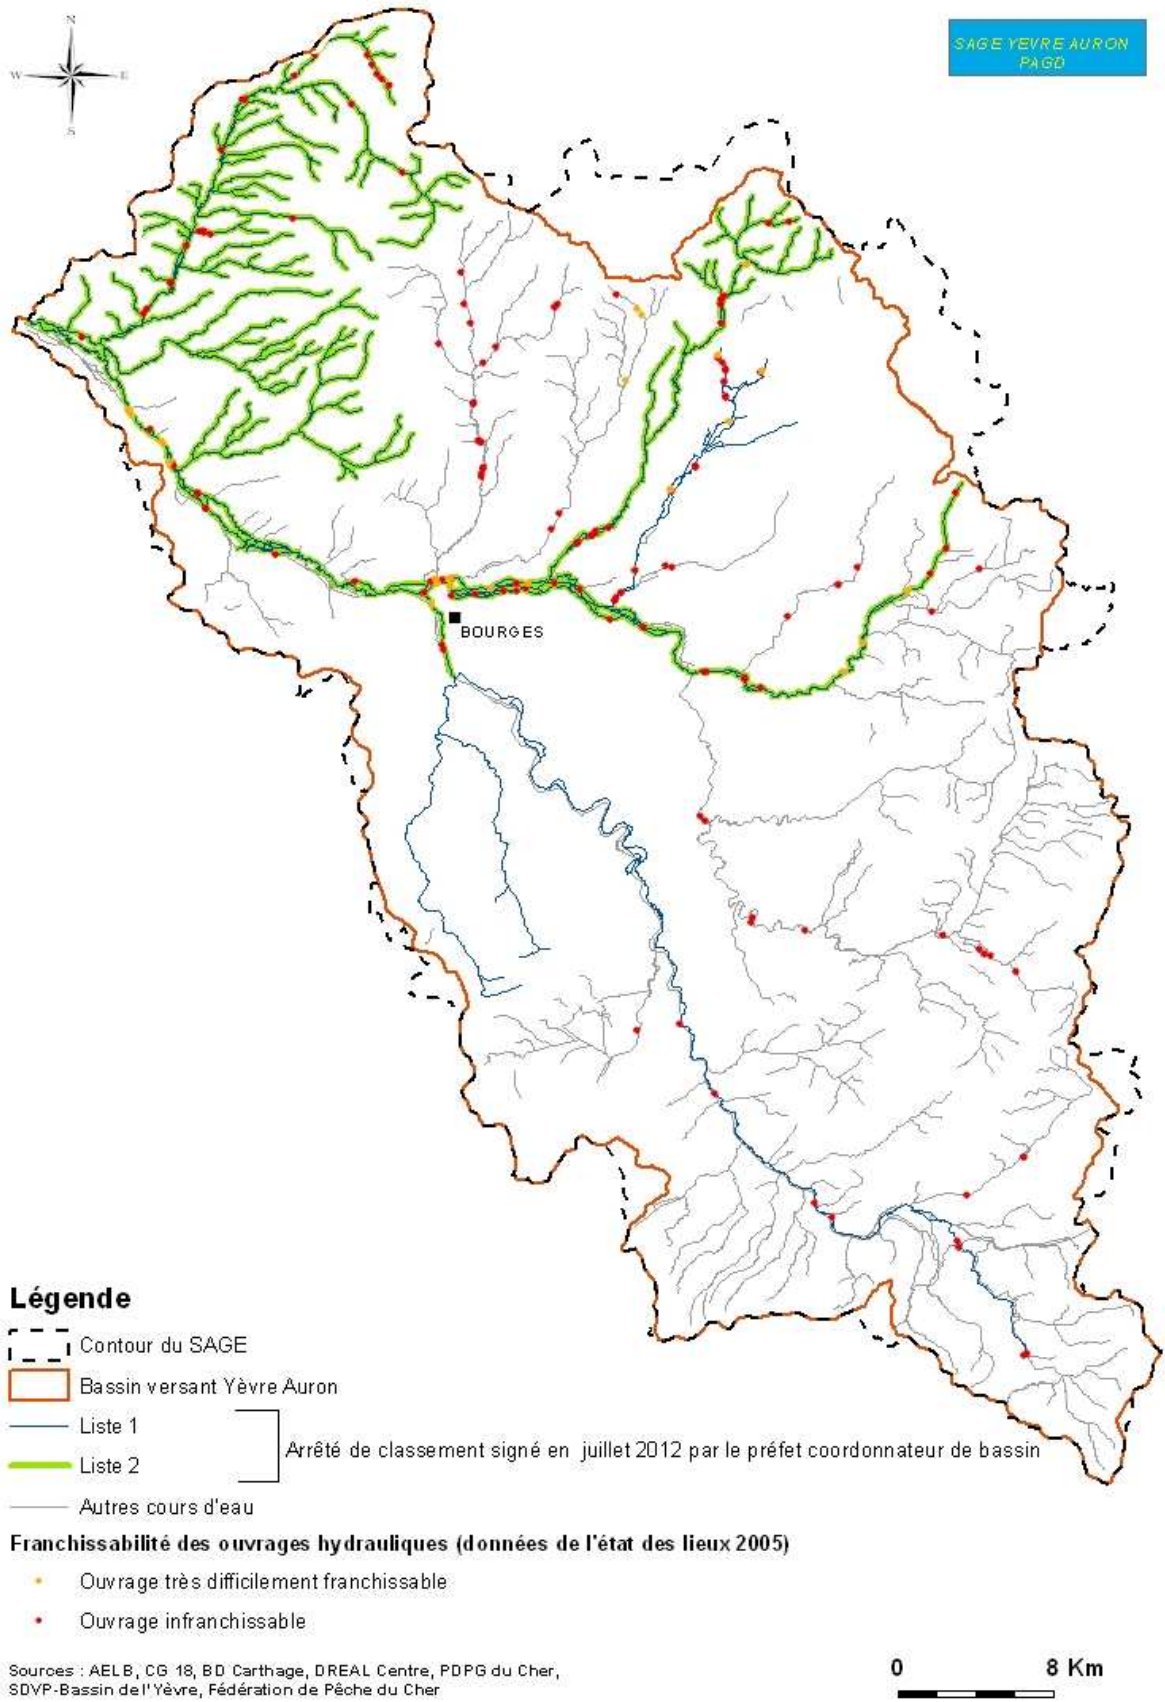 N
W
E
S
SAGE YEVRE AURON
PAGD
BOURGES
Légende
Contour du SAGE
Bassin versant Yèvre Auron
Liste 1
Liste 2
Arrêté de classement signé en juillet 2012 par le préfet coordonnateur de bassin
Autres cours d'eau
Franchissabilité des ouvrages hydrauliques (données de l'état des lieux 2005)
Ouvrage très difficilement franchissable
Ouvrage infranchissable
Sources : AELB, CG 18, BD Carthage, DREAL Centre, PDPG du Cher,
SDVP-Bassin de l'Yèvre, Fédération de Pêche du Cher
0 8 Km